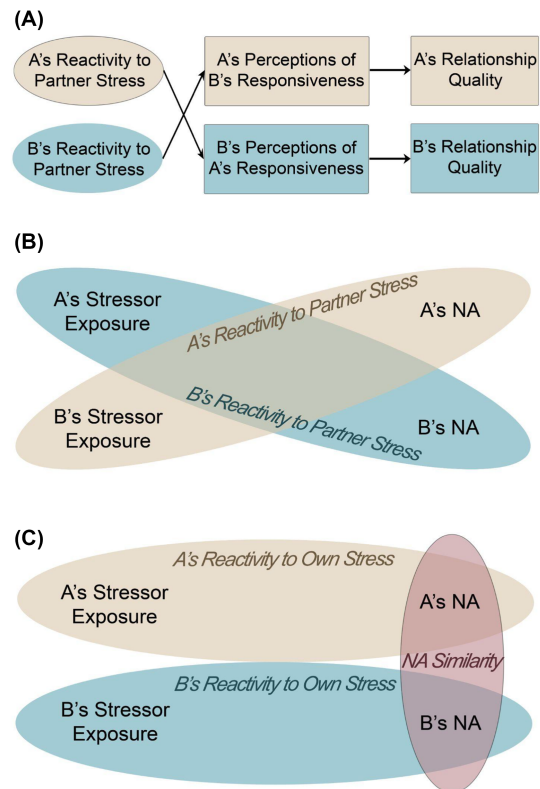 (A)
A's Reactivity to
Partner Stress
A's Perceptions of
B's Responsiveness
A's Relationship
Quality
B's Reactivity to
Partner Stress
B's Perceptions of
A's Responsiveness
B's Relationship
Quality
(B)
A's Stressor
Exposure
A's Reactivity to Partner Stress
A's NA
B's Stressor
Exposure
B's Reactivity to Partner Stress
B's NA
(C)
A's Reactivity to Own Stress
A's Stressor
Exposure
A's NA
NA Similarity
B's Reactivity to Own Stress
B's Stressor
Exposure
B's NA